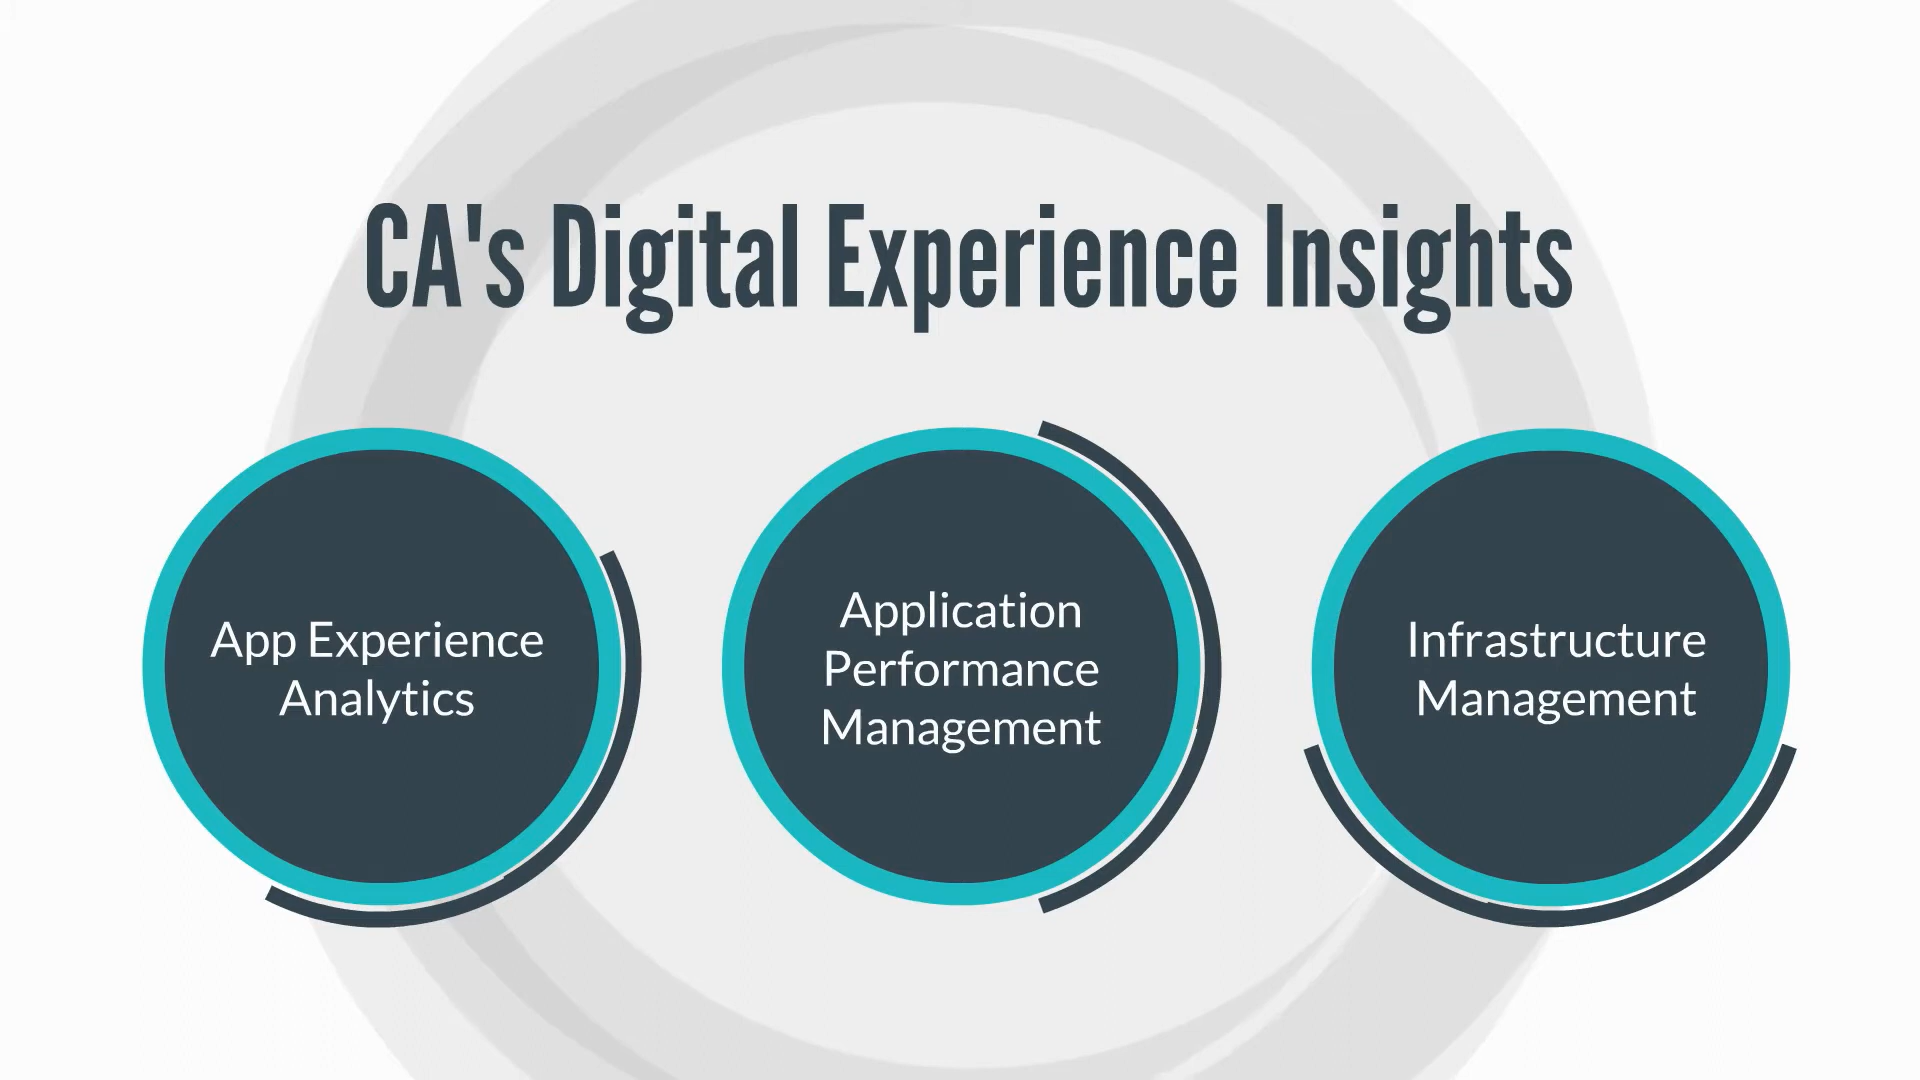 CA's Digital Experience Insights
App Experience
Analytics
Application
Performance
Management
Infrastructure
Management